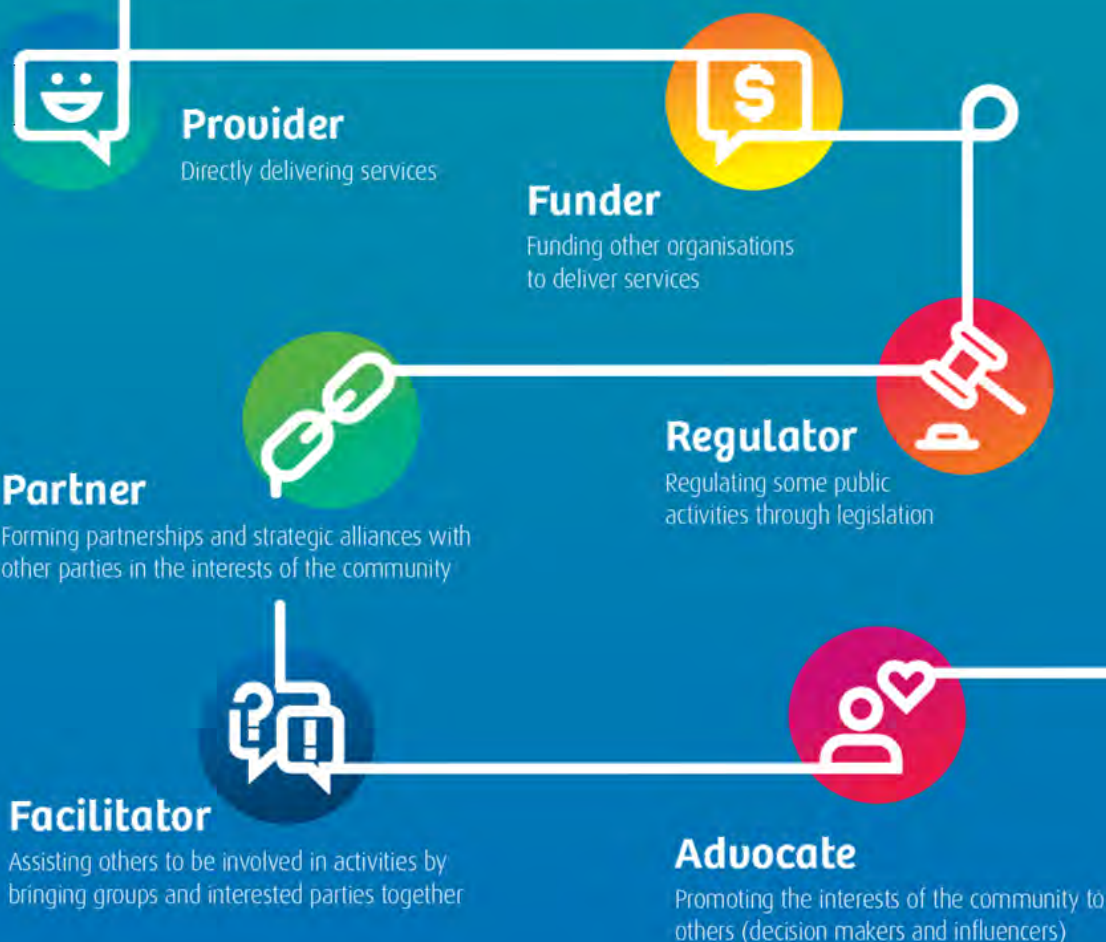 Provider
Directly delivering services
$
Funder
Funding other organisations
to deliver services
Regulator
Regulating some public
activities through legislation
Partner
Forming partnerships and strategic alliances with
other parties in the interests of the community
?
!
Facilitator
Assisting others to be involved in activities by
bringing groups and interested parties together
Advocate
Promoting the interests of the community to
others (decision makers and influencers)